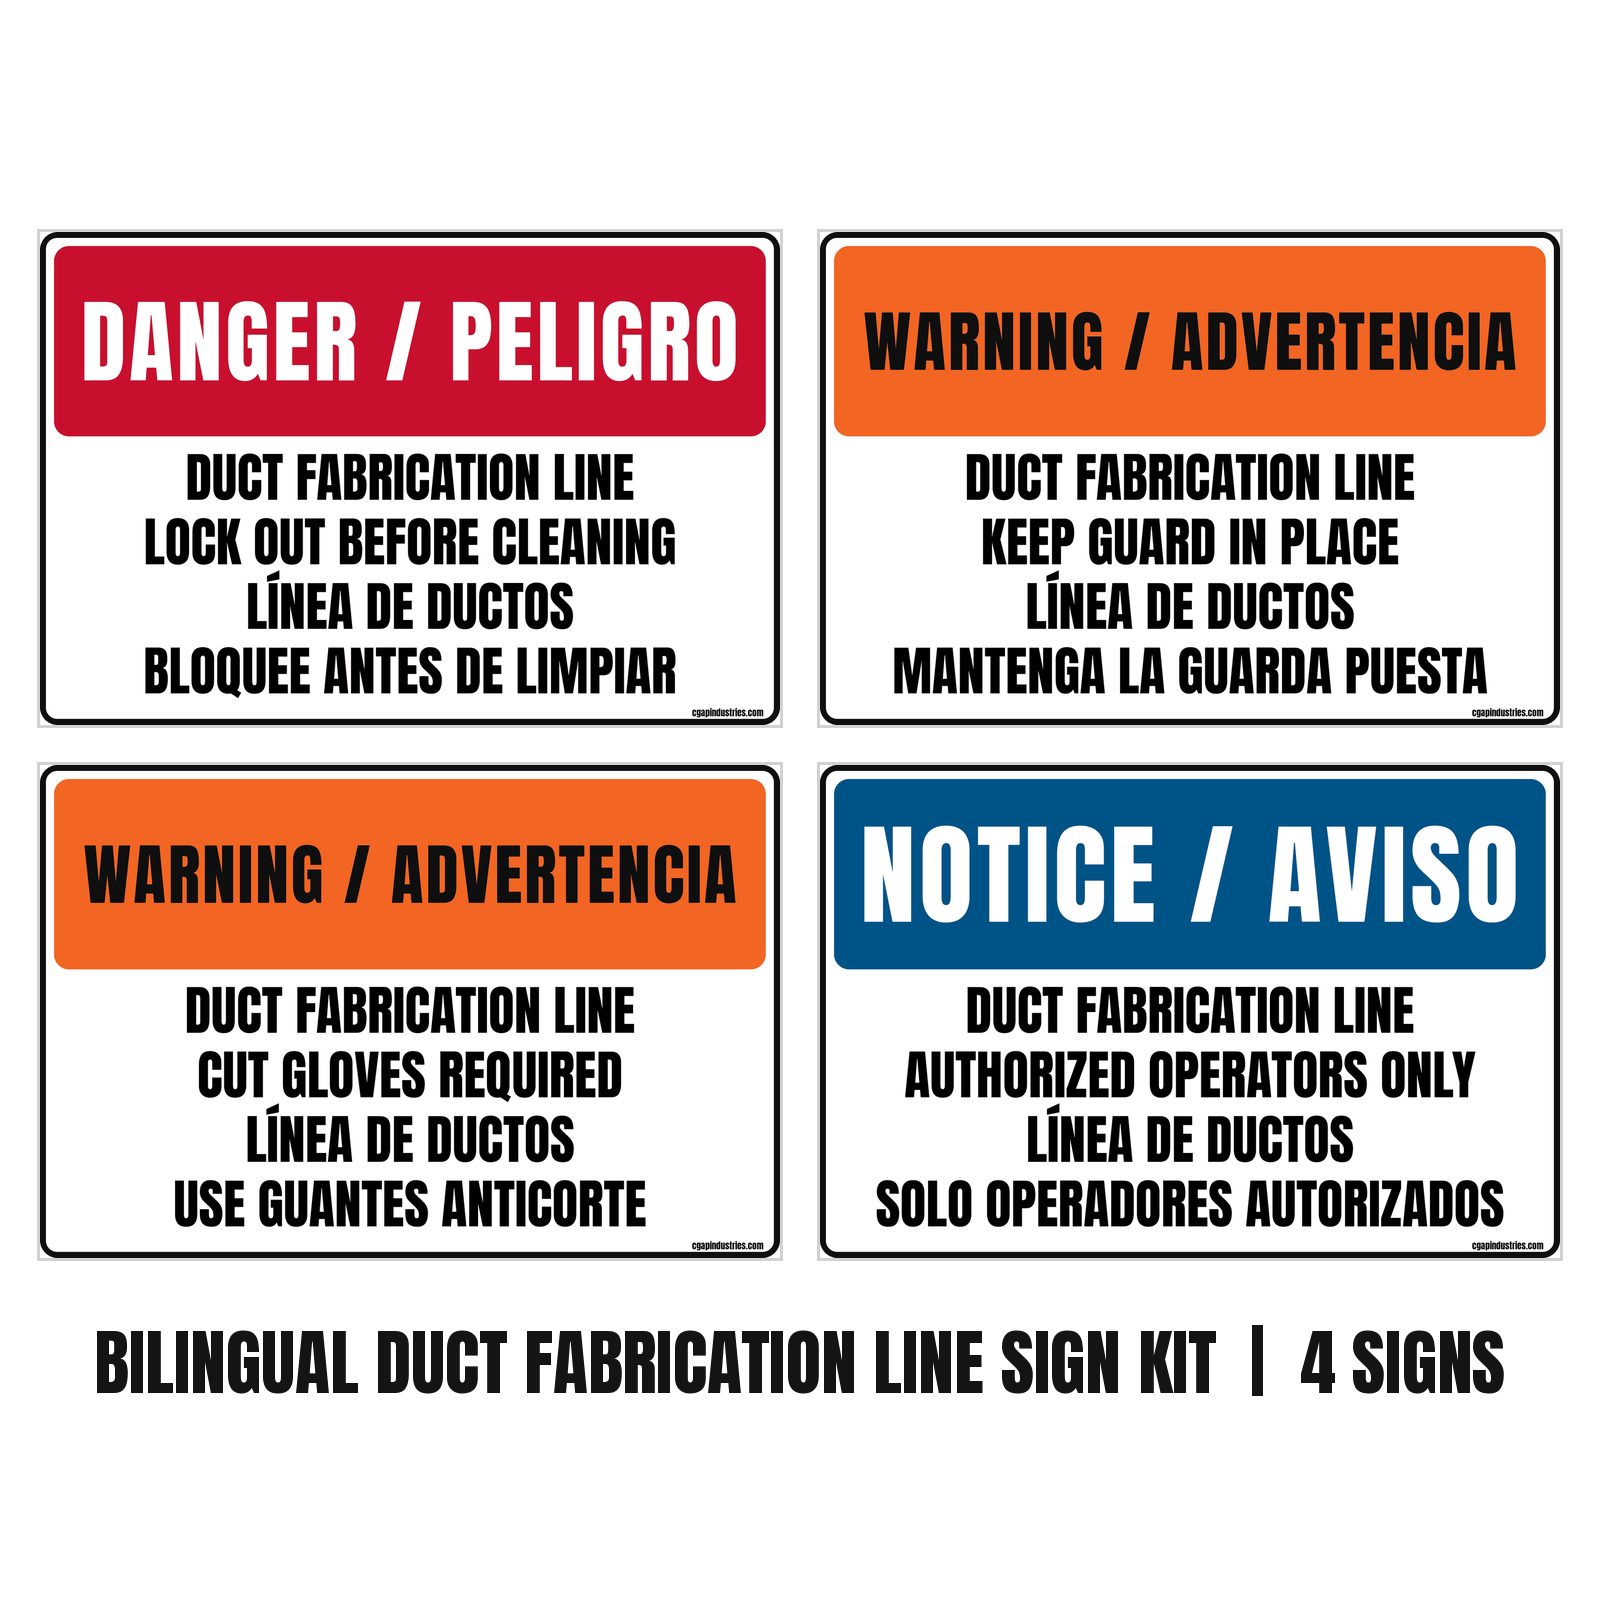 DANGER / PELIGRO
DUCT FABRICATION LINE
LOCK OUT BEFORE CLEANING
LÍNEA DE DUCTOS
BLOQUEE ANTES DE LIMPIAR
cgapindustries.com
WARNING / ADVERTENCIA
DUCT FABRICATION LINE
KEEP GUARD IN PLACE
LÍNEA DE DUCTOS
MANTENGA LA GUARDA PUESTA
cgapindustries.com
WARNING / ADVERTENCIA
DUCT FABRICATION LINE
CUT GLOVES REQUIRED
LÍNEA DE DUCTOS
USE GUANTES ANTICORTE
cgapindustries.com
NOTICE / AVISO
DUCT FABRICATION LINE
AUTHORIZED OPERATORS ONLY
LÍNEA DE DUCTOS
SOLO OPERADORES AUTORIZADOS
cgapindustries.com
BILINGUAL DUCT FABRICATION LINE SIGN KIT | 4 SIGNS